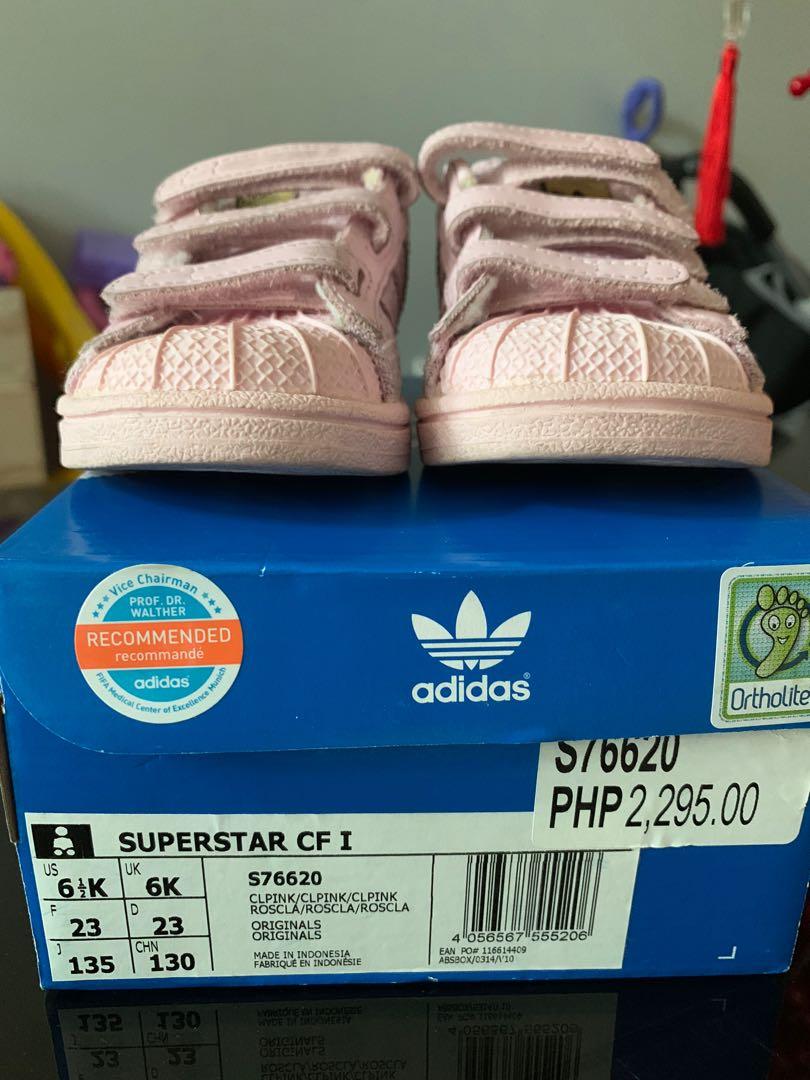 Vice Chairman
PROF. DR.
WALTHER
RECOMMENDED
recommandé
adidas
FIFA Medical Center of Excellence Munich
adidas®
Ortholite
S76620
PHP 2,295.00
SUPERSTAR CF I
US 6½K
UK 6K
F 23
D 23
J 135
CHN 130
S76620
CLPINK/CLPINK/CLPINK
ROSCLA/ROSCLA/ROSCLA
ORIGINALS
ORIGINALS
MADE IN INDONESIA
FABRIQUÉ EN INDONÉSIE
4 056567 555206
EAN PO# 116614409
ABSBOX/0314/V10